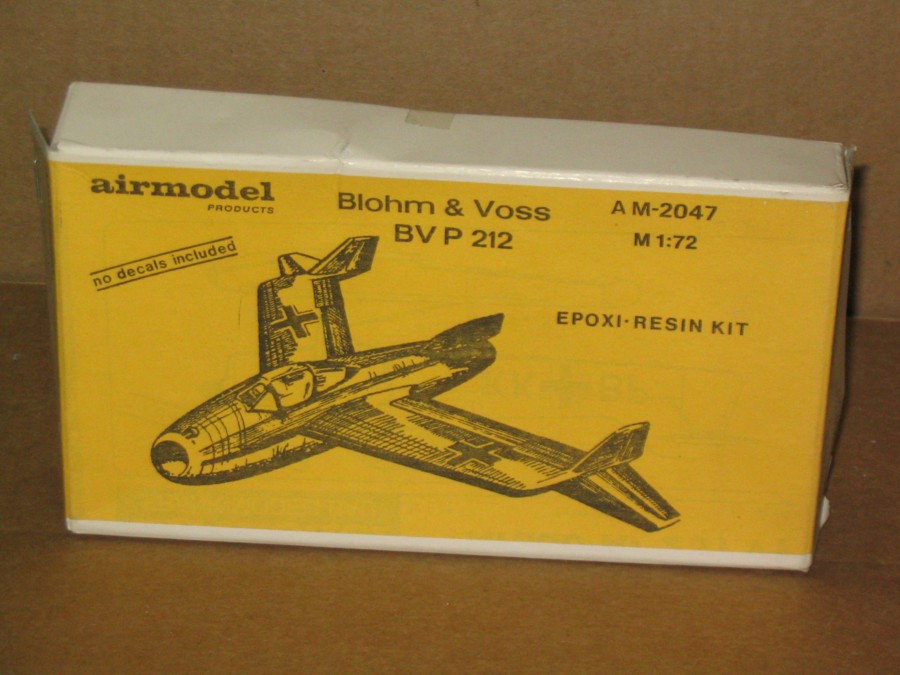 airmodel
PRODUCTS
Blohm & Voss
BV P 212
AM-2047
M 1:72
no decals included
EPOXI-RESIN KIT